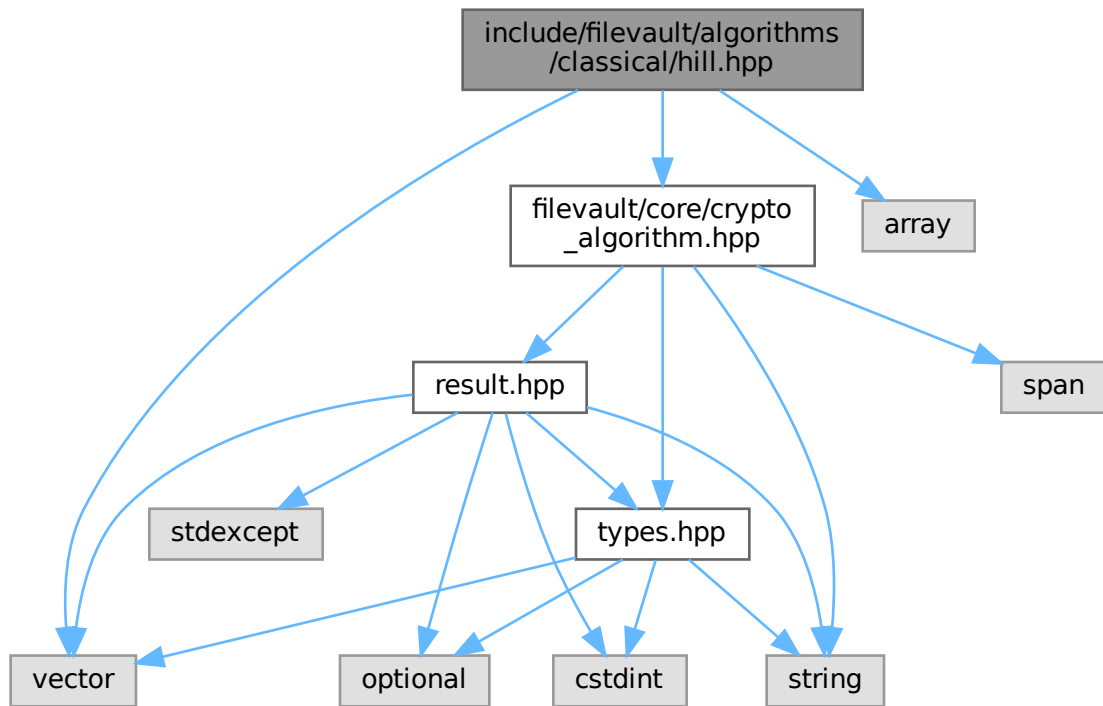 include/filevault/algorithms
/classical/hill.hpp
filevault/core/crypto
_algorithm.hpp
array
result.hpp
span
stdexcept
types.hpp
vector
optional
cstdint
string